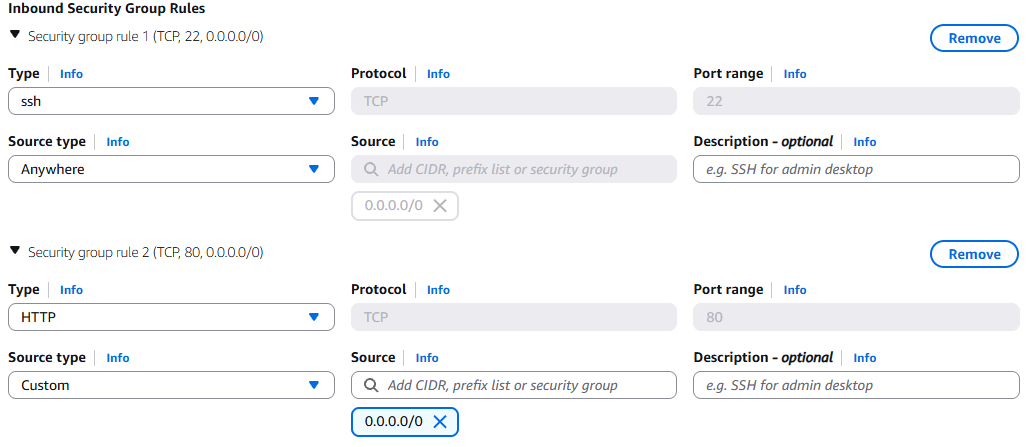 Inbound Security Group Rules
Security group rule 1 (TCP, 22, 0.0.0.0/0)
Remove
Type Info
Protocol Info
Port range Info
ssh
TCP
22
Source type Info
Source Info
Description - optional Info
Anywhere
Add CIDR, prefix list or security group
e.g. SSH for admin desktop
0.0.0.0/0
Security group rule 2 (TCP, 80, 0.0.0.0/0)
Remove
Type Info
Protocol Info
Port range Info
HTTP
TCP
80
Source type Info
Source Info
Description - optional Info
Custom
Add CIDR, prefix list or security group
e.g. SSH for admin desktop
0.0.0.0/0